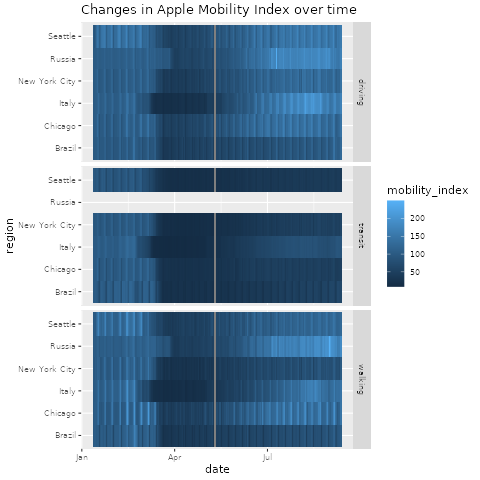 Changes in Apple Mobility Index over time
Seattle
Russia
New York City
Italy
Chicago
Brazil
driving
Seattle
Russia
New York City
Italy
Chicago
Brazil
transit
Seattle
Russia
New York City
Italy
Chicago
Brazil
walking
region
Jan
Apr
Jul
date
mobility_index
200
150
100
50